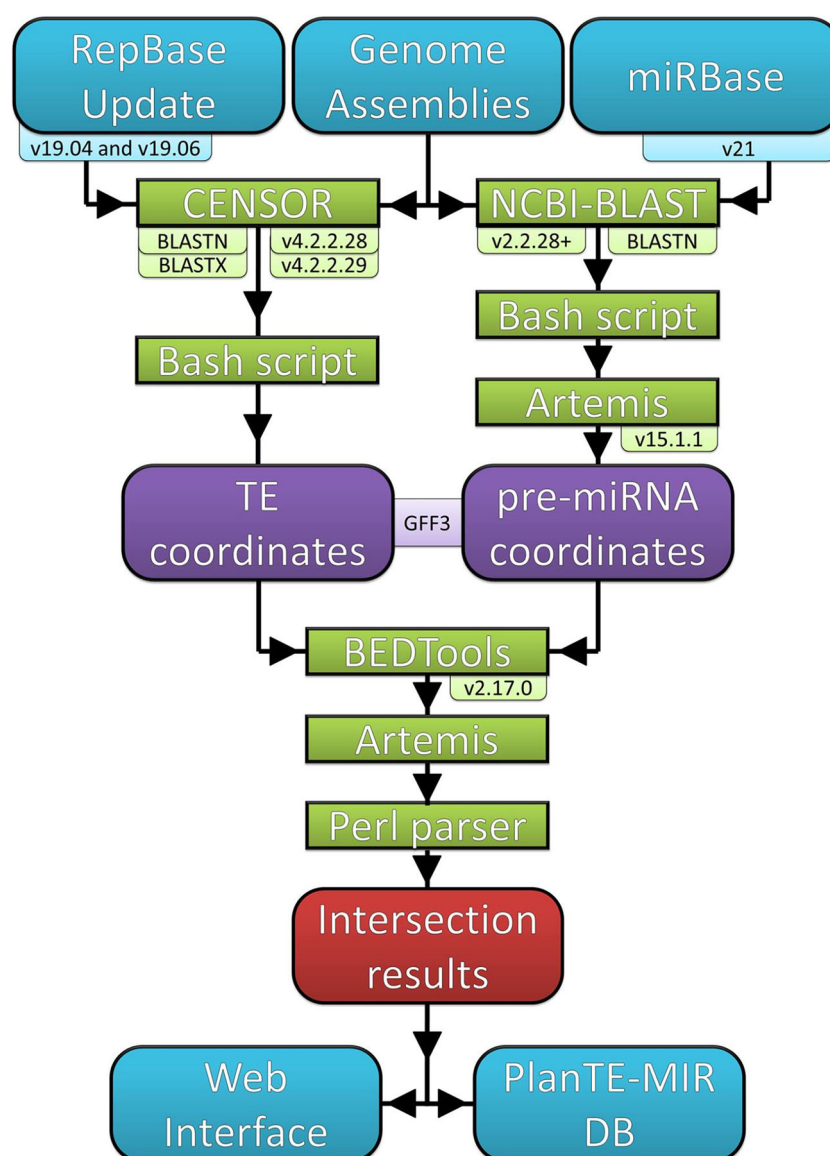 RepBase
Update
Genome
Assemblies
miRBase
v19.04 and v19.06
v21
CENSOR
NCBI-BLAST
BLASTN
v4.2.2.28
BLASTX
v4.2.2.29
v2.2.28+
BLASTN
Bash script
Bash script
Artemis
v15.1.1
TE
coordinates
GFF3
pre-miRNA
coordinates
BEDTools
v2.17.0
Artemis
Perl parser
Intersection
results
Web
Interface
PlanTE-MIR
DB